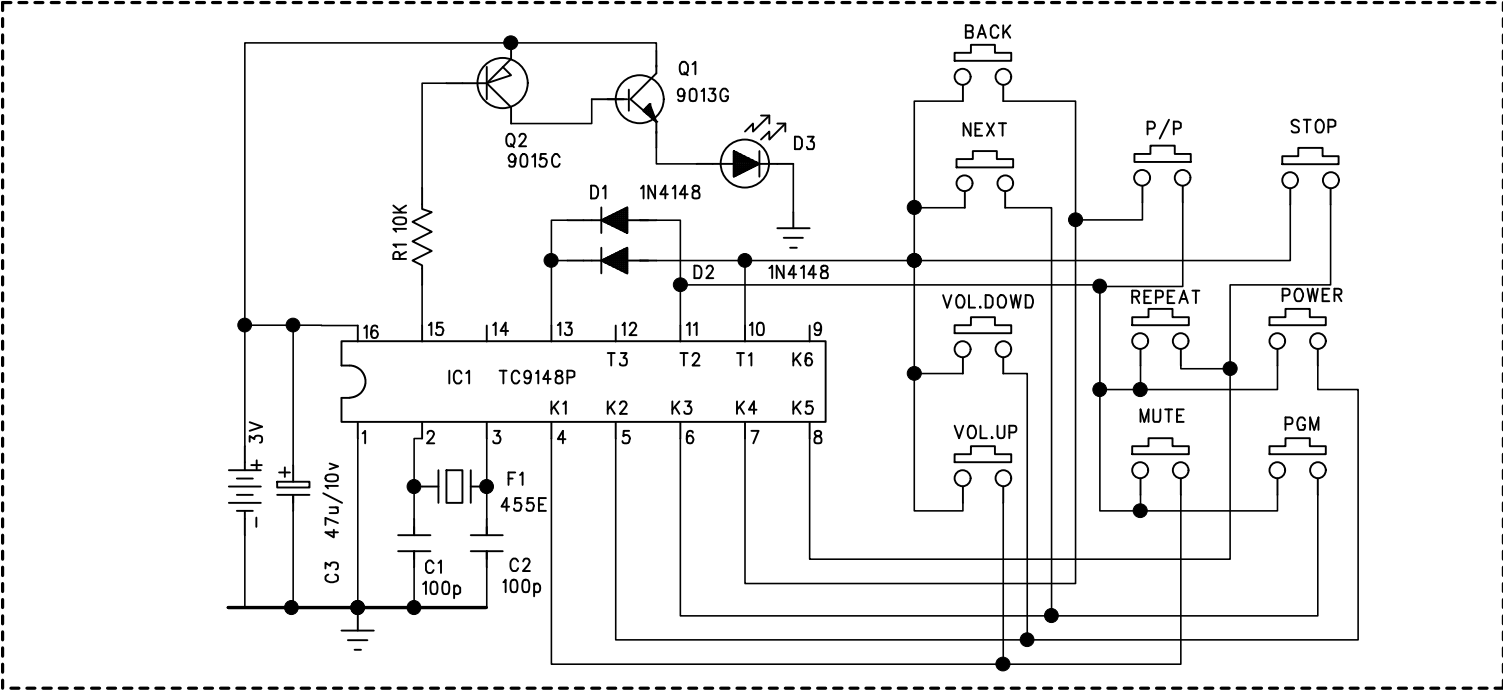 BACK
Q1
9013G
NEXT
P/P
STOP
Q2
9015C
D3
D1
1N4148
R1 10K
D2
1N4148
VOL.DOWD
REPEAT
POWER
16
15
14
13
12
11
10
9
T3
T2
T1
K6
IC1
TC9148P
K1
K2
K3
K4
K5
MUTE
PGM
VOL.UP
1
2
3
4
5
6
7
8
3V
+
-
+
47u/10v
C3
F1
455E
C1
100p
C2
100p